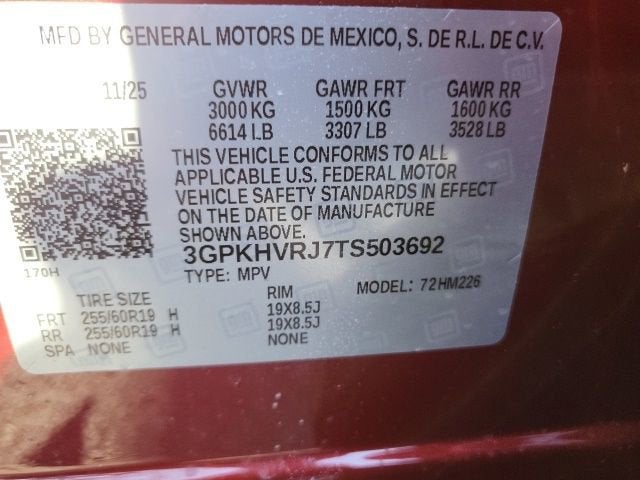 MFD BY GENERAL MOTORS DE MEXICO, S. DE R.L. DE C.V.
11/25 GVWR GAWR FRT GAWR RR
3000 KG 1500 KG 1600 KG
6614 LB 3307 LB 3528 LB
THIS VEHICLE CONFORMS TO ALL
APPLICABLE U.S. FEDERAL MOTOR
VEHICLE SAFETY STANDARDS IN EFFECT
ON THE DATE OF MANUFACTURE
SHOWN ABOVE.
3GPKHVRJ7TS503692
170H
TYPE: MPV MODEL: 72HM226
TIRE SIZE RIM
FRT 255/60R19 H 19X8.5J
RR 255/60R19 H 19X8.5J
SPA NONE NONE